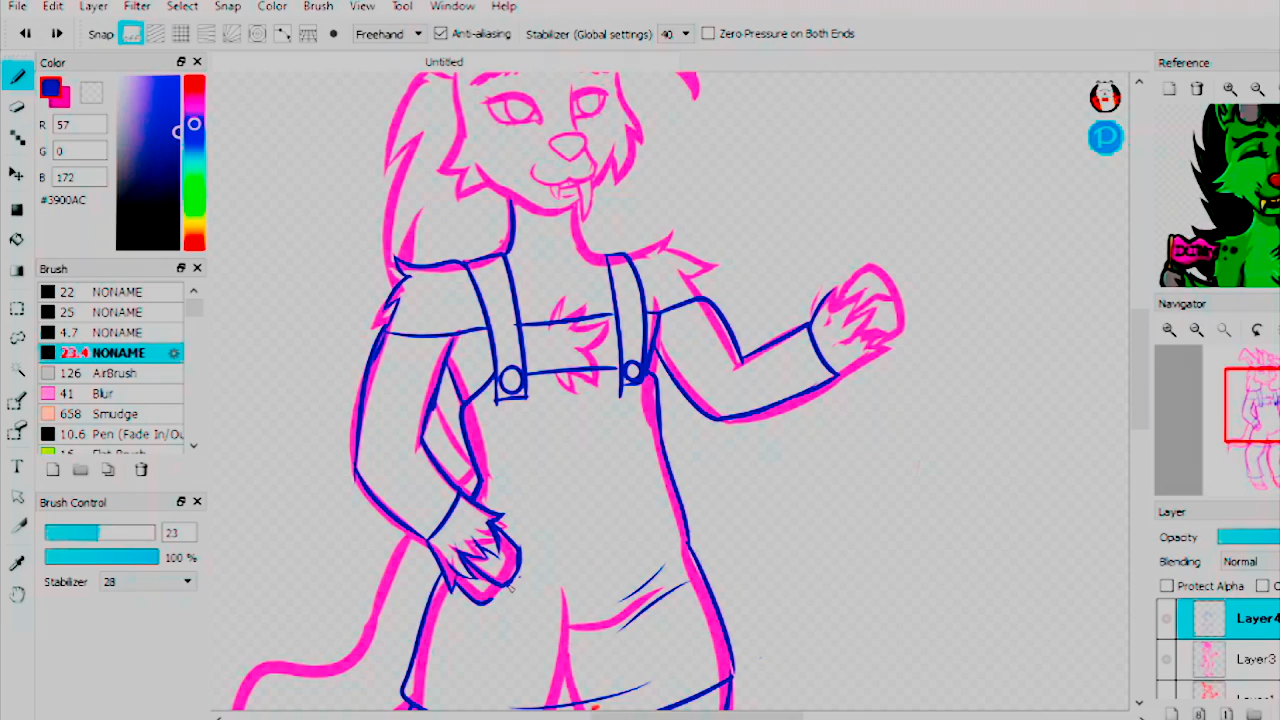 File Edit Layer Filter Select Snap Color Brush View Tool Window Help
Snap Freehand Anti-aliasing Stabilizer (Global settings) 40 Zero Pressure on Both Ends
Color
Untitled
Reference
R 57
G 0
B 172
#3900AC
Brush
22 NONAME
25 NONAME
4.7 NONAME
23.4 NONAME
126 AirBrush
41 Blur
658 Smudge
10.6 Pen (Fade In/Ou
Brush Control
23
100 %
Stabilizer 28
Navigator
Layer
Opacity
Blending Normal
Protect Alpha
Layer4
Layer3